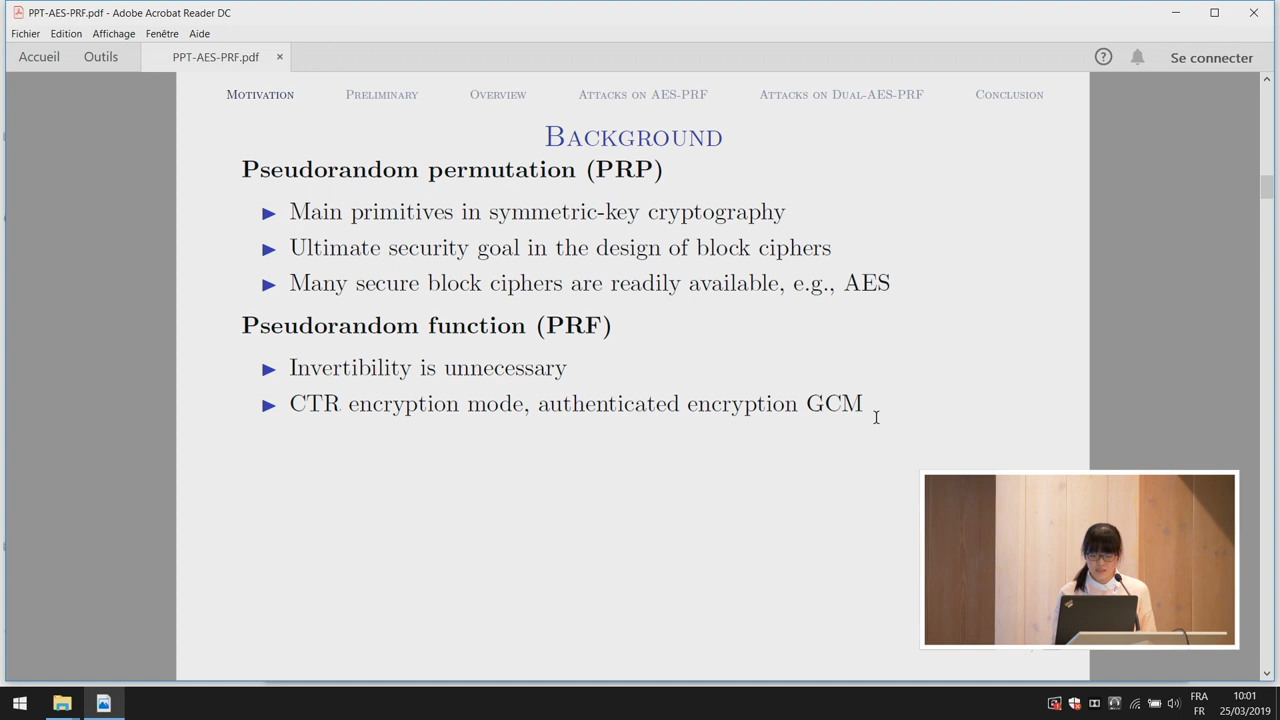 PPT-AES-PRF.pdf - Adobe Acrobat Reader DC
Fichier Edition Affichage Fenêtre Aide
Accueil Outils PPT-AES-PRF.pdf × ? Se connecter
MOTIVATION PRELIMINARY OVERVIEW ATTACKS ON AES-PRF ATTACKS ON DUAL-AES-PRF CONCLUSION
BACKGROUND
Pseudorandom permutation (PRP)
Main primitives in symmetric-key cryptography
Ultimate security goal in the design of block ciphers
Many secure block ciphers are readily available, e.g., AES
Pseudorandom function (PRF)
Invertibility is unnecessary
CTR encryption mode, authenticated encryption GCM
FRA 10:01
FR 25/03/2019